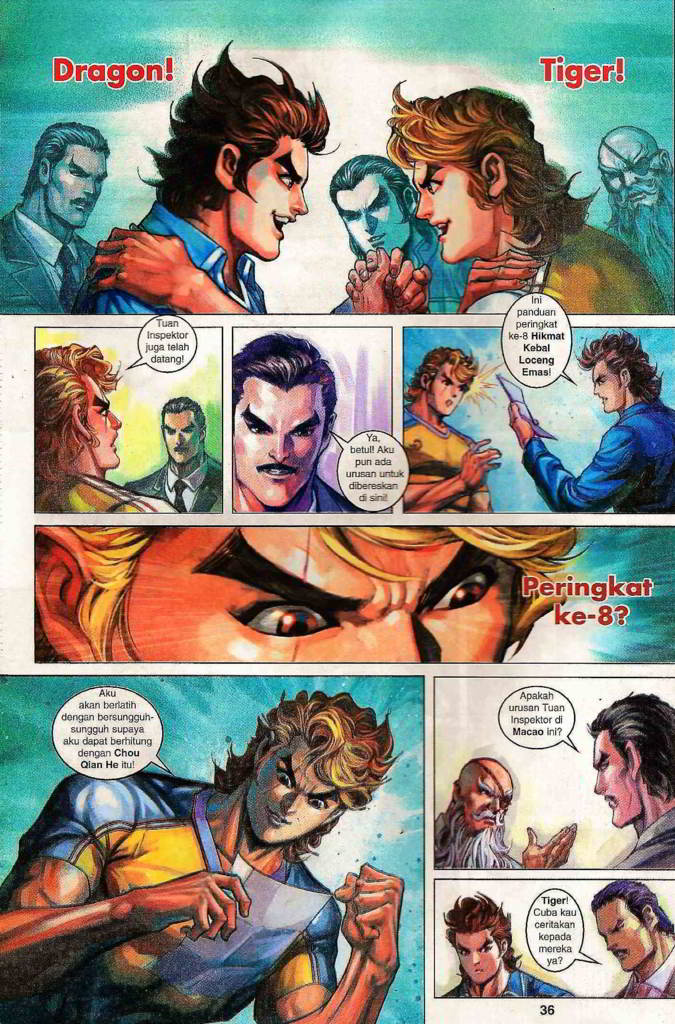 Dragon!
Tiger!
Tuan
Inspektor
juga telah
datang!
Ya,
betul! Aku
pun ada
urusan untuk
dibereskan
di sini!
Ini
panduan
peringkat
ke-8 Hikmat
Kebal
Loceng
Emas!
Peringkat
ke-8?
Aku
akan berlatih
dengan bersungguh-
sungguh supaya
aku dapat berhitung
dengan Chou
Qian He itu!
Apakah
urusan Tuan
Inspektor di
Macao ini?
Tiger!
Cuba kau
ceritakan
kepada
mereka
ya?
36